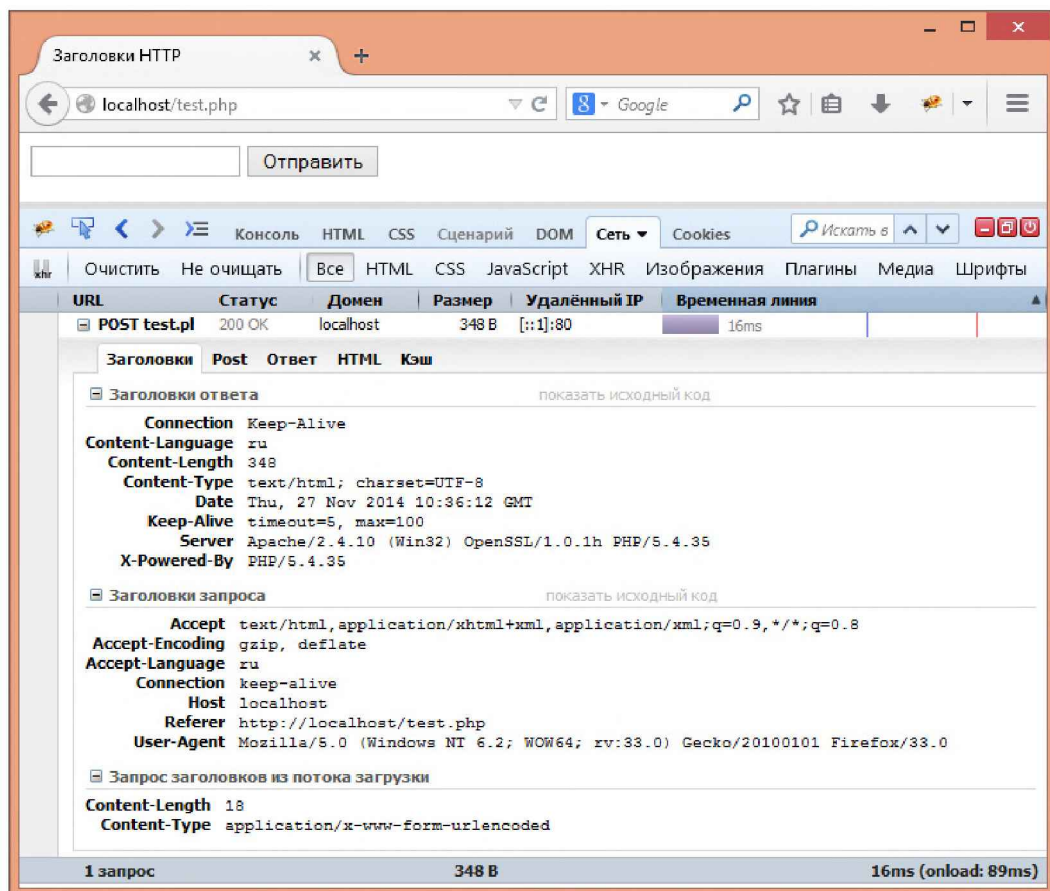 Заголовки HTTP
localhost/test.php
8 Google
Отправить
Консоль HTML CSS Сценарий DOM Сеть Cookies Искать в
xhr Очистить Не очищать Все HTML CSS JavaScript XHR Изображения Плагины Медиа Шрифты
URL Статус Домен Размер Удалённый IP Временная линия
POST test.pl 200 OK localhost 348 B [::1]:80 16ms
Заголовки Post Ответ HTML Кэш
Заголовки ответа показать исходный код
Connection Keep-Alive
Content-Language ru
Content-Length 348
Content-Type text/html; charset=UTF-8
Date Thu, 27 Nov 2014 10:36:12 GMT
Keep-Alive timeout=5, max=100
Server Apache/2.4.10 (Win32) OpenSSL/1.0.1h PHP/5.4.35
X-Powered-By PHP/5.4.35
Заголовки запроса показать исходный код
Accept text/html,application/xhtml+xml,application/xml;q=0.9,*/*;q=0.8
Accept-Encoding gzip, deflate
Accept-Language ru
Connection keep-alive
Host localhost
Referer http://localhost/test.php
User-Agent Mozilla/5.0 (Windows NT 6.2; WOW64; rv:33.0) Gecko/20100101 Firefox/33.0
Запрос заголовков из потока загрузки
Content-Length 18
Content-Type application/x-www-form-urlencoded
1 запрос 348 B 16ms (onload: 89ms)